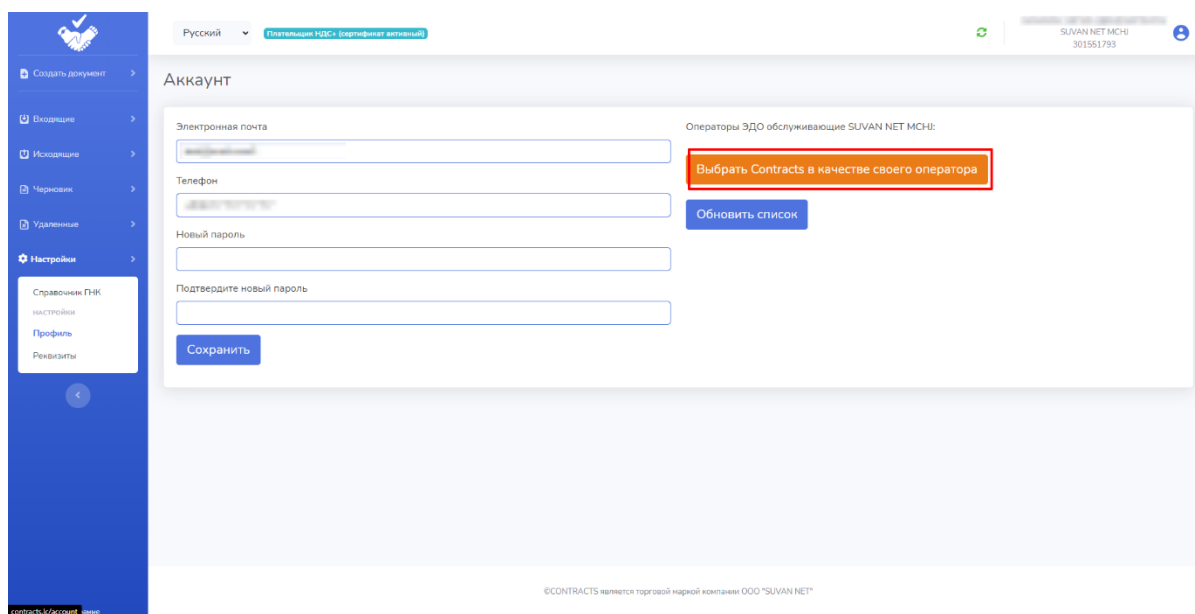 Русский
Плательщик НДС+ (сертификат активный)
SUVAN NET MCHJ
301551793
Создать документ
Входящие
Исходящие
Черновик
Удаленные
Настройки
Справочник ГНК
НАСТРОЙКИ
Профиль
Реквизиты
Аккаунт
Электронная почта
Телефон
Новый пароль
Подтвердите новый пароль
Сохранить
Операторы ЭДО обслуживающие SUVAN NET MCHJ:
Выбрать Contracts в качестве своего оператора
Обновить список
©CONTRACTS является торговой маркой компании ООО "SUVAN NET"
contracts.lc/account